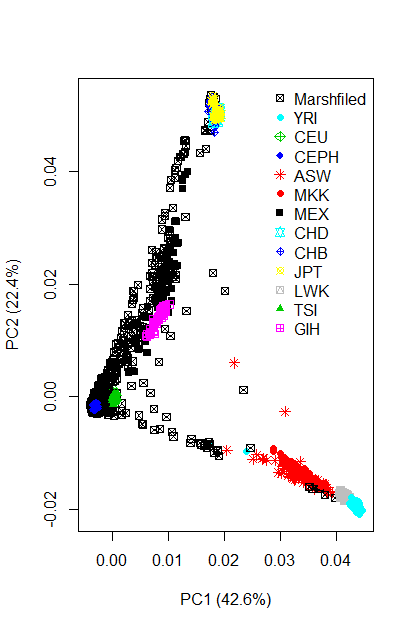 Marshfiled
YRI
CEU
CEPH
ASW
MKK
MEX
CHD
CHB
JPT
LWK
TSI
GIH
0.04
0.02
0.00
-0.02
PC2 (22.4%)
0.00 0.01 0.02 0.03 0.04
PC1 (42.6%)